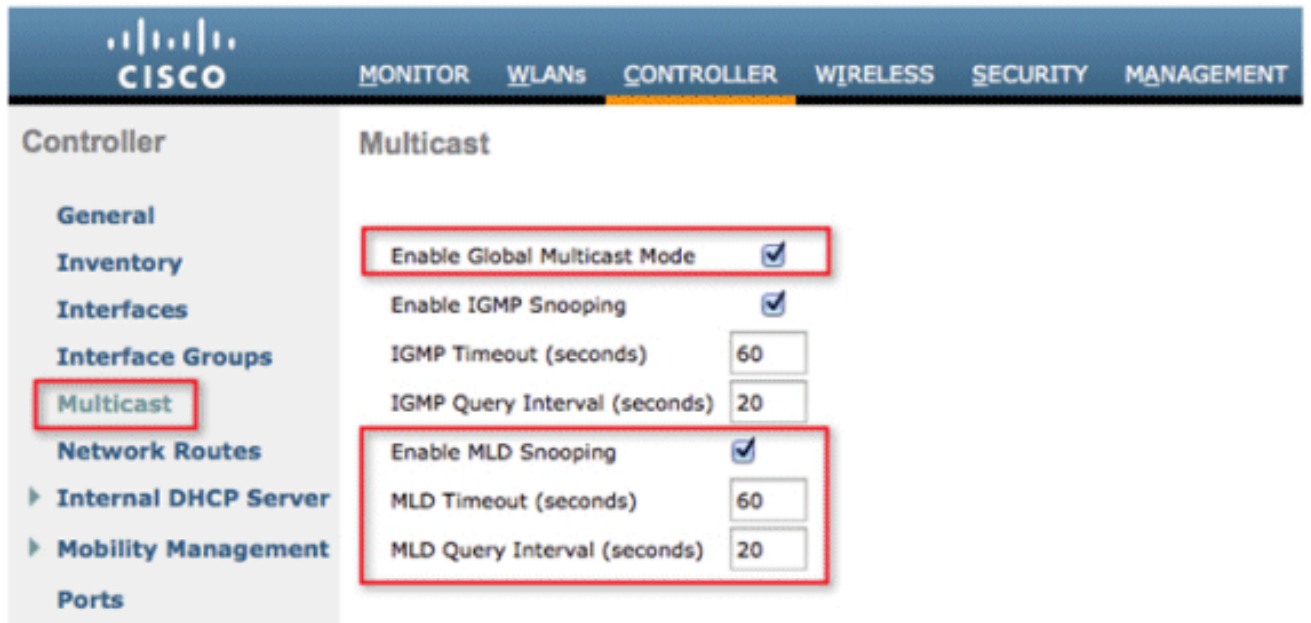 CISCO
MONITOR WLANs CONTROLLER WIRELESS SECURITY MANAGEMENT
Controller
General
Inventory
Interfaces
Interface Groups
Multicast
Network Routes
Internal DHCP Server
Mobility Management
Ports
Multicast
Enable Global Multicast Mode
Enable IGMP Snooping
IGMP Timeout (seconds) 60
IGMP Query Interval (seconds) 20
Enable MLD Snooping
MLD Timeout (seconds) 60
MLD Query Interval (seconds) 20